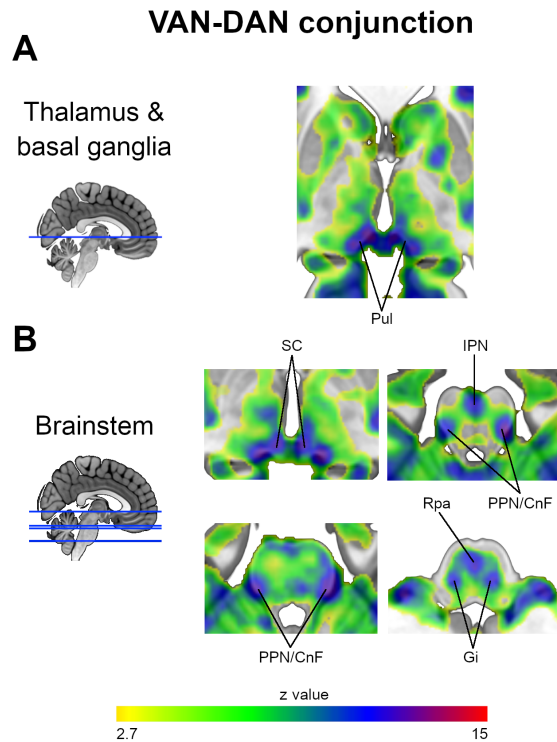 VAN-DAN conjunction
A
Thalamus &
basal ganglia
Pul
B
Brainstem
SC
IPN
PPN/CnF
Rpa
PPN/CnF
Gi
z value
2.7
15